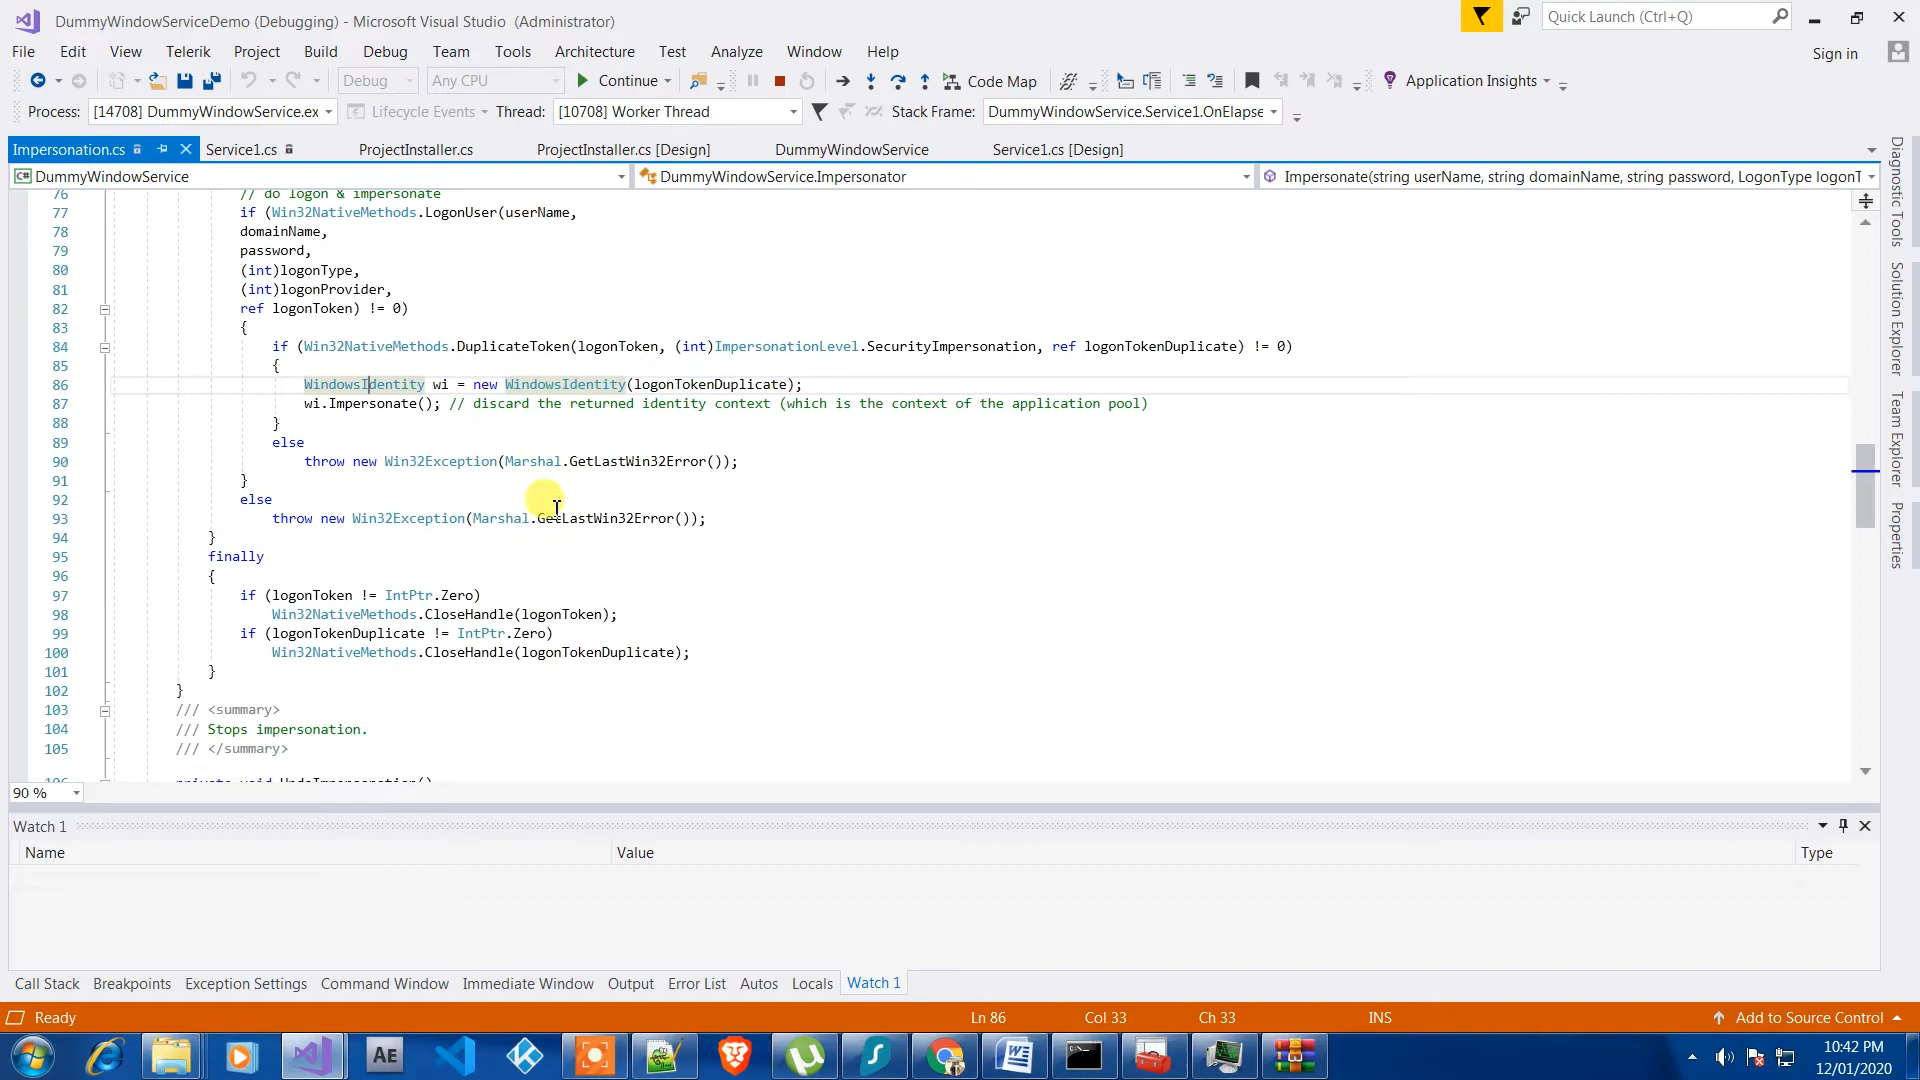 DummyWindowServiceDemo (Debugging) - Microsoft Visual Studio (Administrator)
Quick Launch (Ctrl+Q)
File Edit View Telerik Project Build Debug Team Tools Architecture Test Analyze Window Help
Sign in
Debug Any CPU Continue Code Map Application Insights
Process: [14708] DummyWindowService.ex Lifecycle Events Thread: [10708] Worker Thread Stack Frame: DummyWindowService.Service1.OnElapse
Impersonation.cs Service1.cs ProjectInstaller.cs ProjectInstaller.cs [Design] DummyWindowService Service1.cs [Design]
C# DummyWindowService DummyWindowService.Impersonator Impersonate(string userName, string domainName, string password, LogonType logonT
76 // do logon & impersonate
77 if (Win32NativeMethods.LogonUser(userName,
78 domainName,
79 password,
80 (int)logonType,
81 (int)logonProvider,
82 ref logonToken) != 0)
83 {
84 if (Win32NativeMethods.DuplicateToken(logonToken, (int)ImpersonationLevel.SecurityImpersonation, ref logonTokenDuplicate) != 0)
85 {
86 WindowsIdentity wi = new WindowsIdentity(logonTokenDuplicate);
87 wi.Impersonate(); // discard the returned identity context (which is the context of the application pool)
88 }
89 else
90 throw new Win32Exception(Marshal.GetLastWin32Error());
91 }
92 else
93 throw new Win32Exception(Marshal.GetLastWin32Error());
94 }
95 finally
96 {
97 if (logonToken != IntPtr.Zero)
98 Win32NativeMethods.CloseHandle(logonToken);
99 if (logonTokenDuplicate != IntPtr.Zero)
100 Win32NativeMethods.CloseHandle(logonTokenDuplicate);
101 }
102 }
103 /// <summary>
104 /// Stops impersonation.
105 /// </summary>
106 private void UndoImpersonation()
Diagnostic Tools
Solution Explorer
Team Explorer
Properties
90 %
Watch 1
Name Value Type
Call Stack Breakpoints Exception Settings Command Window Immediate Window Output Error List Autos Locals Watch 1
Ready Ln 86 Col 33 Ch 33 INS Add to Source Control
AE
10:42 PM
12/01/2020